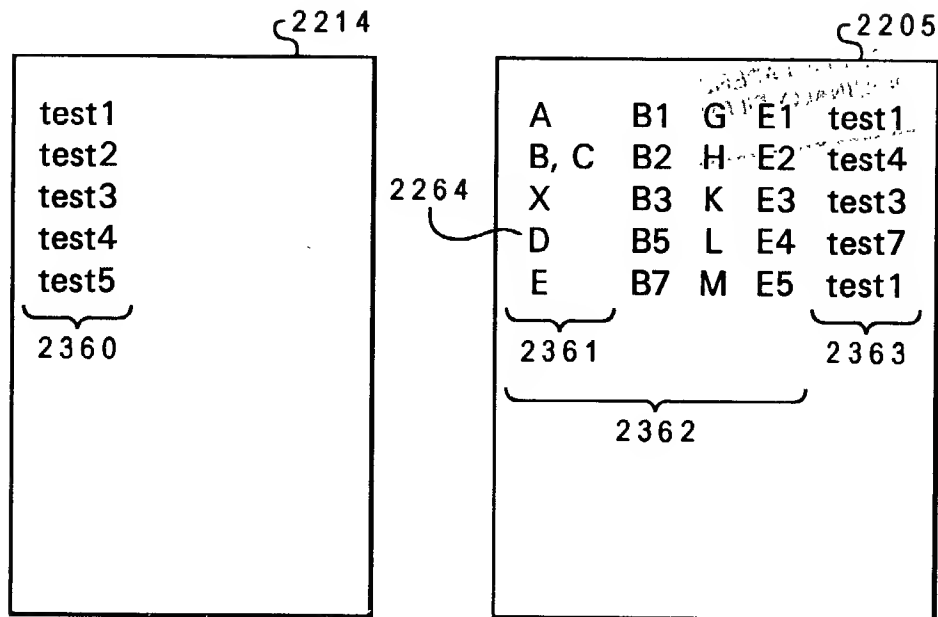 2214
test1
test2
test3
test4
test5
2360
2205
A B1 G E1 test1
B, C B2 H E2 test4
X B3 K E3 test3
2264
D B5 L E4 test7
E B7 M E5 test1
2361
2363
2362